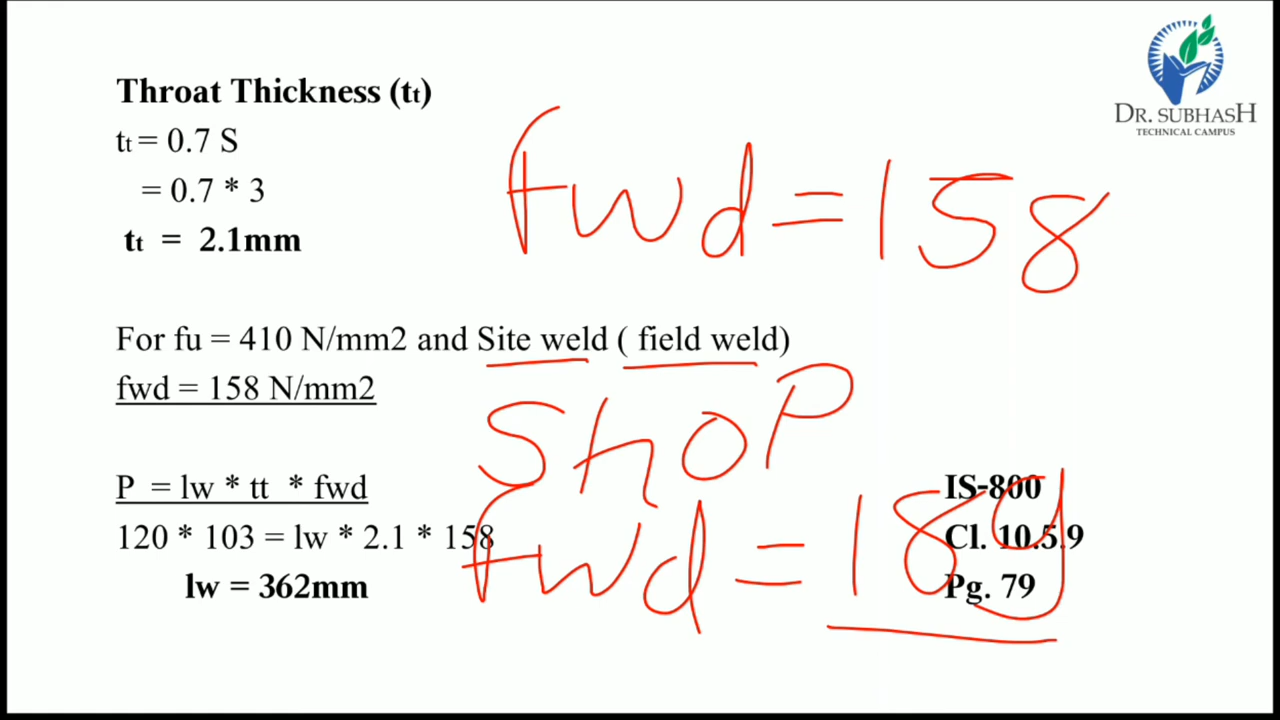 DR. SUBHASH
TECHNICAL CAMPUS
Throat Thickness (tt)
tt = 0.7 S
= 0.7 * 3
tt = 2.1mm
fwd = 158
For fu = 410 N/mm2 and Site weld ( field weld)
fwd = 158 N/mm2
ShoP
P = lw * tt * fwd
IS-800
120 * 103 = lw * 2.1 * 158
Cl. 10.5.9
fwd = 189
lw = 362mm
Pg. 79